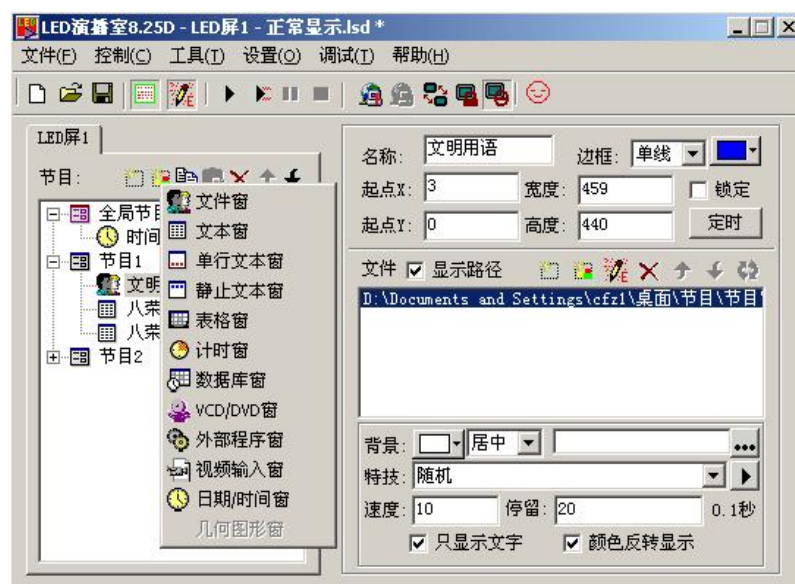 LED演播室8.25D - LED屏1 - 正常显示.lsd *
文件(F) 控制(C) 工具(T) 设置(O) 调试(T) 帮助(H)
LED屏1
节目:
全局节目
时间
节目1
文明
八荣
八荣
节目2
文件窗
文本窗
单行文本窗
静止文本窗
表格窗
计时窗
数据库窗
VCD/DVD窗
外部程序窗
视频输入窗
日期/时间窗
几何图形窗
名称: 文明用语 边框: 单线
起点X: 3 宽度: 459 锁定
起点Y: 0 高度: 440 定时
文件 显示路径
D:\Documents and Settings\cfz1\桌面\节目\节目
背景: 居中
特技: 随机
速度: 10 停留: 20 0.1秒
只显示文字 颜色反转显示